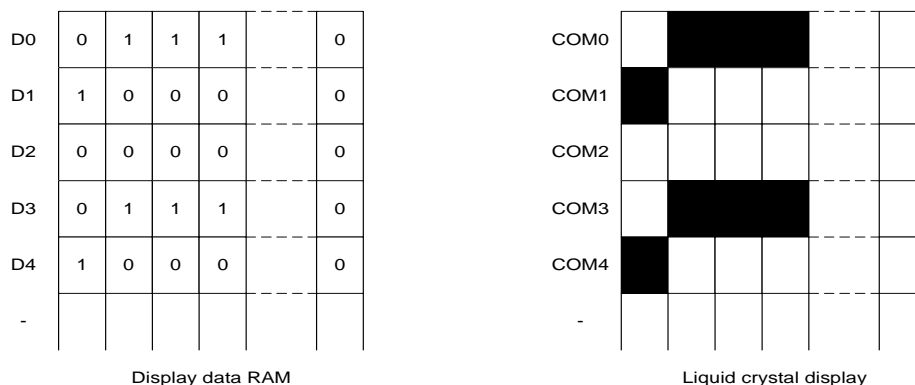 D0 0 1 1 1 0 COM0
D1 1 0 0 0 0 COM1
D2 0 0 0 0 0 COM2
D3 0 1 1 1 0 COM3
D4 1 0 0 0 0 COM4
- -
Display data RAM Liquid crystal display